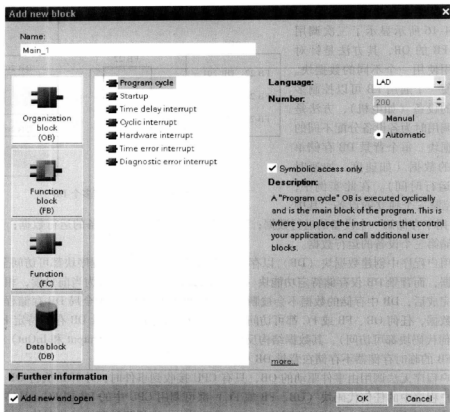 Add new block
Name:
Main_1
Organization
block
(OB)
Function
block
(FB)
Function
(FC)
Data block
(DB)
Program cycle
Startup
Time delay interrupt
Cyclic interrupt
Hardware interrupt
Time error interrupt
Diagnostic error interrupt
Language:
LAD
Number:
200
Manual
Automatic
Symbolic access only
Description:
A "Program cycle" OB is executed cyclically
and is the main block of the program. This is
where you place the instructions that control
your application, and call additional user
blocks.
more...
Further information
Add new and open
OK
Cancel